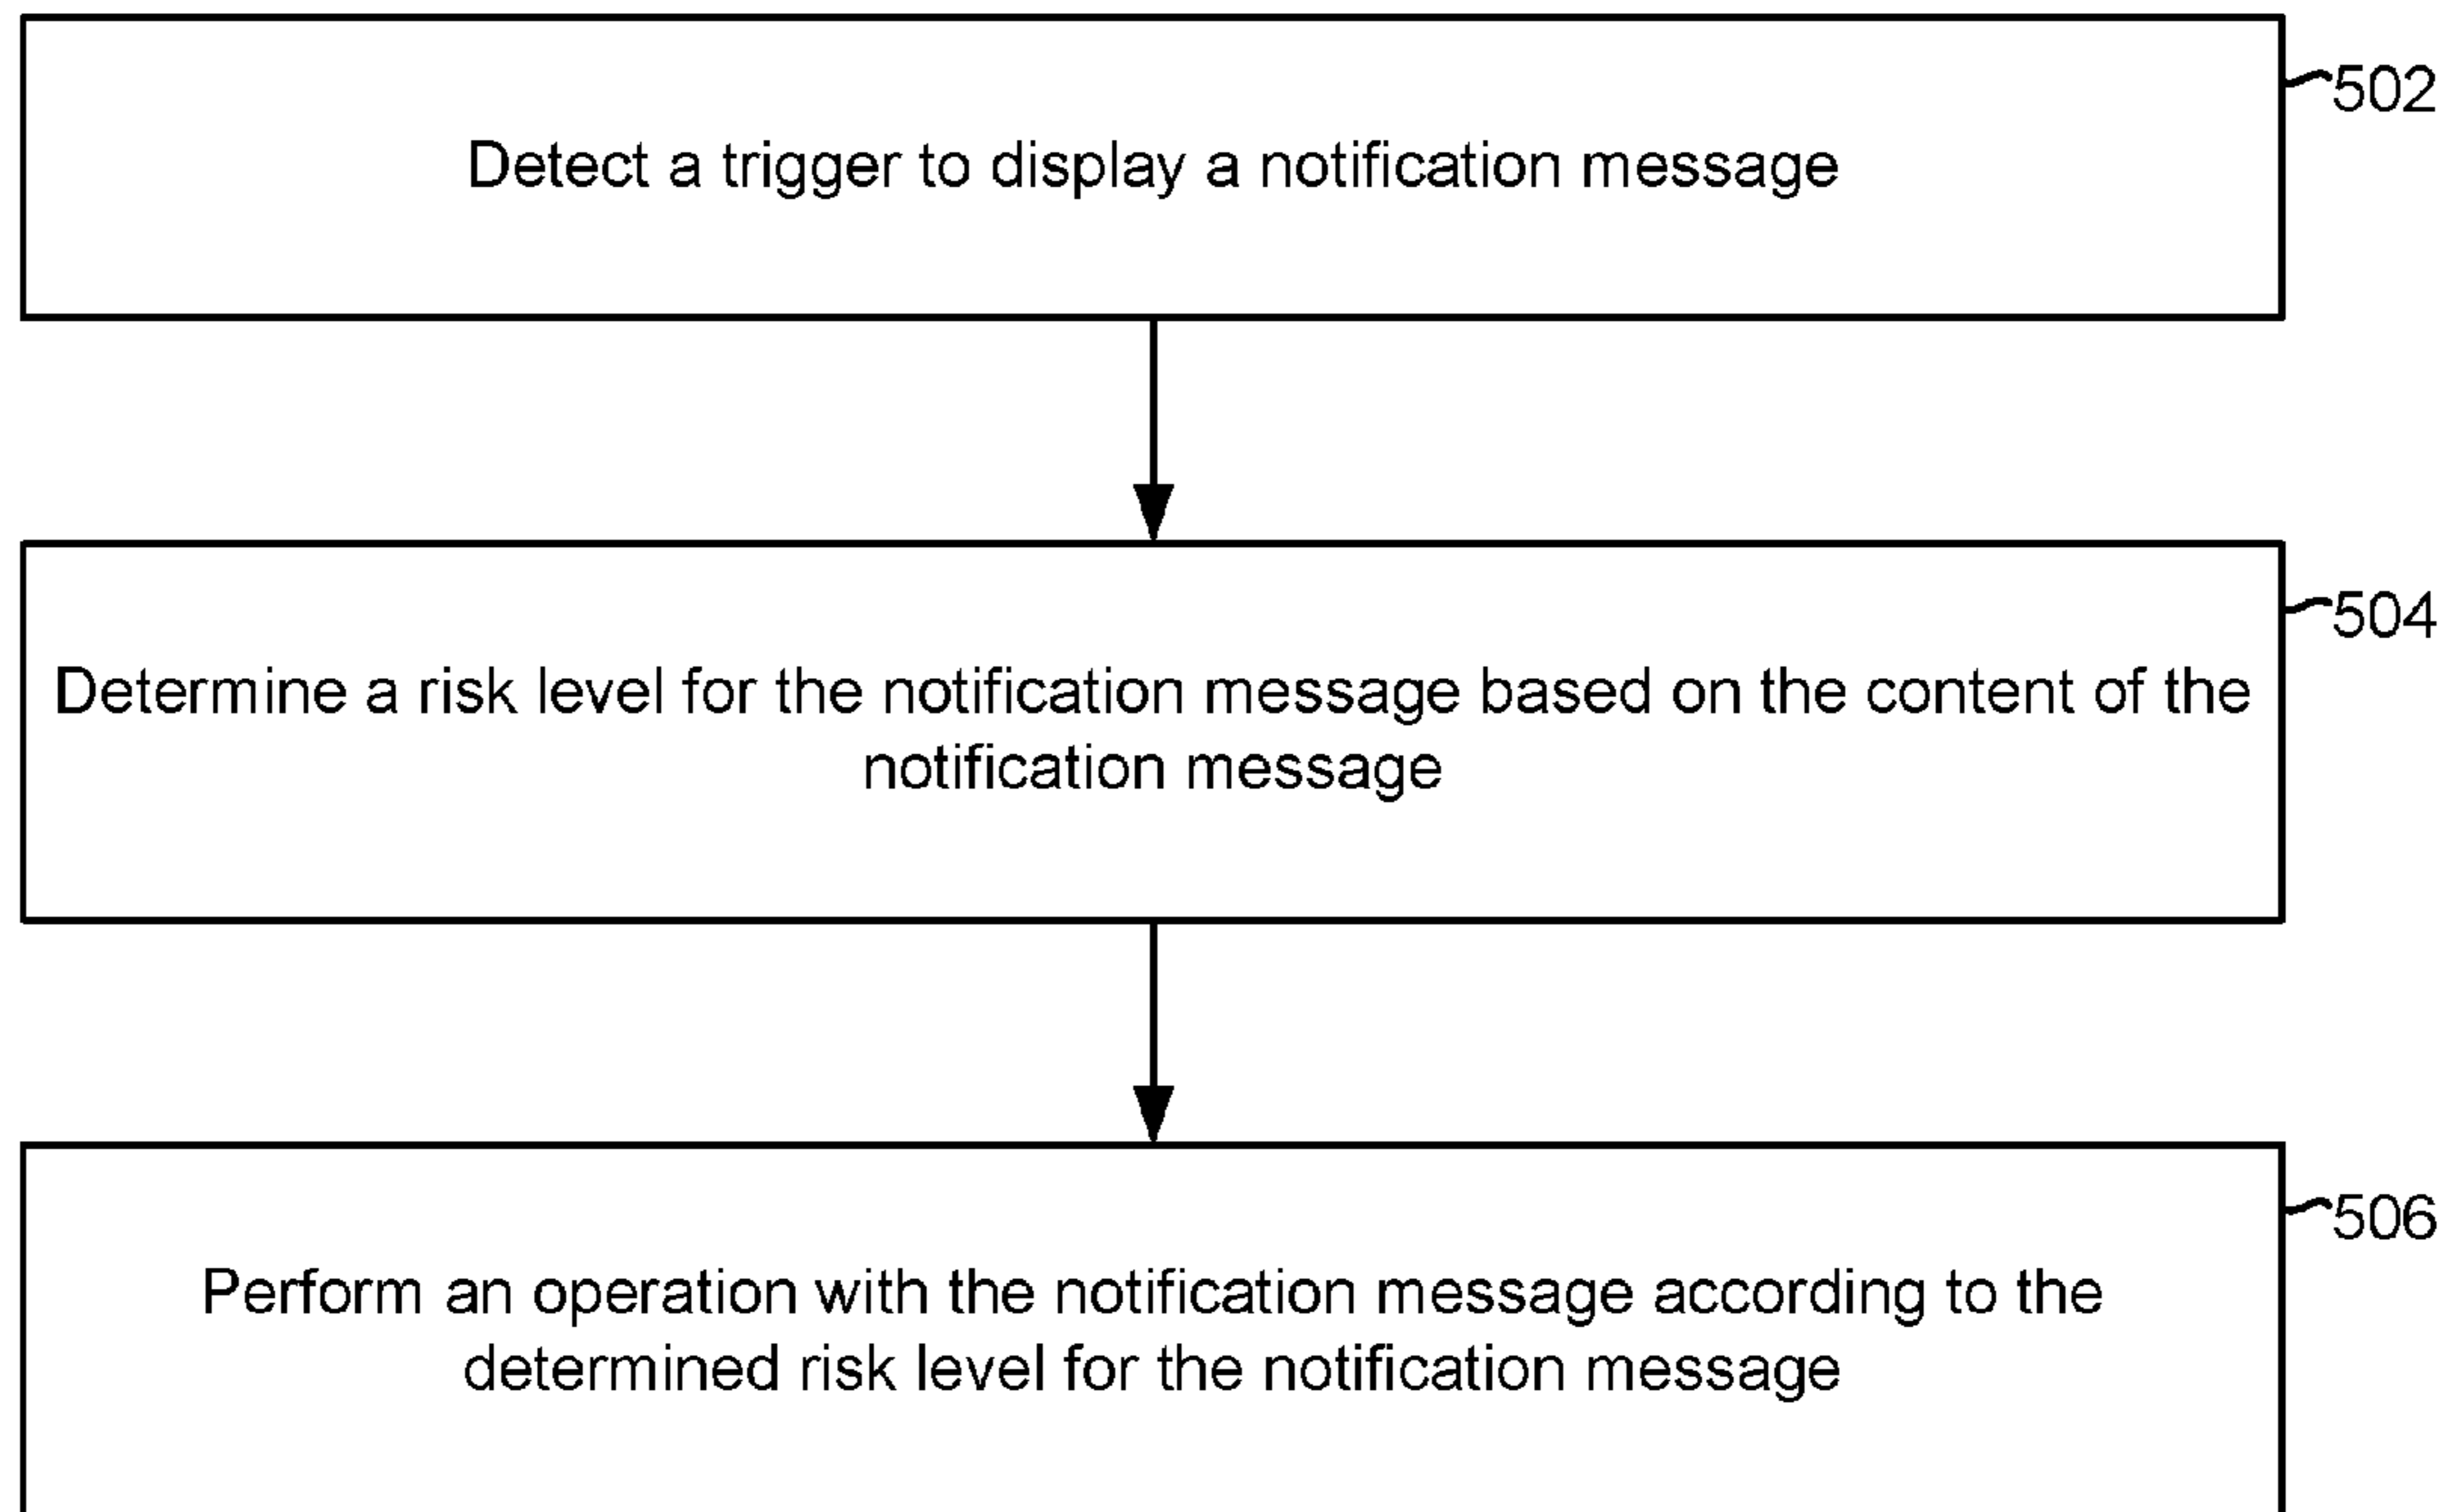 502
Detect a trigger to display a notification message
504
Determine a risk level for the notification message based on the content of the
notification message
506
Perform an operation with the notification message according to the
determined risk level for the notification message